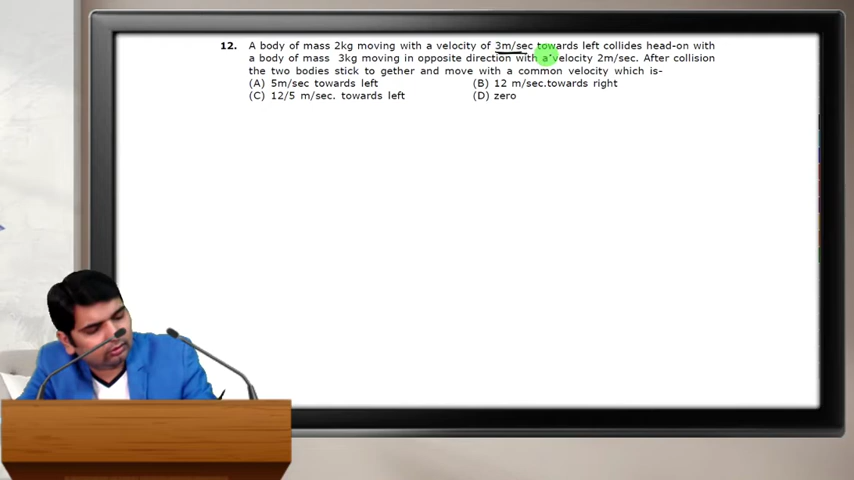 12. A body of mass 2kg moving with a velocity of 3m/sec towards left collides head-on with
a body of mass 3kg moving in opposite direction with a velocity 2m/sec. After collision
the two bodies stick to gether and move with a common velocity which is-
(A) 5m/sec towards left (B) 12 m/sec.towards right
(C) 12/5 m/sec. towards left (D) zero